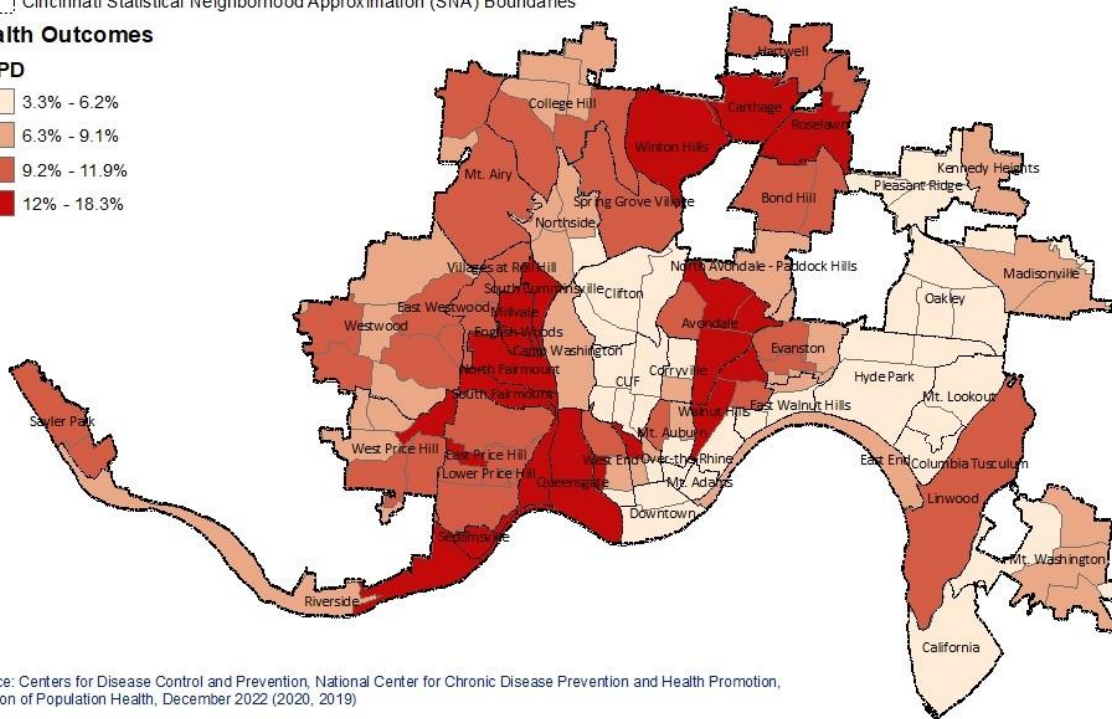 Cincinnati Statistical Neighborhood Approximation (SNA) Boundaries
alth Outcomes
PD
3.3% - 6.2%
6.3% - 9.1%
9.2% - 11.9%
12% - 18.3%
Hartwell
College Hill
Carthage
Roselawn
Winton Hills
Mt. Airy
Kennedy Heights
Pleasant Ridge
Spring Grove Village
Bond Hill
Northside
Villages at Roll Hill
North Avondale - Paddock Hills
Madisonville
South Cumminsville
Clifton
Oakley
East Westwood
Millvale
Westwood
English Woods
Avondale
Camp Washington
Evanston
North Fairmount
Corryville
Hyde Park
CUF
South Fairmount
Mt. Lookout
Walnut Hills
East Walnut Hills
Sayler Park
Mt. Auburn
West Price Hill
East Price Hill
West End
Over-the-Rhine
East End
Columbia Tusculum
Lower Price Hill
Queensgate
Mt. Adams
Linwood
Downtown
Sedamsville
Mt. Washington
Riverside
California
ce: Centers for Disease Control and Prevention, National Center for Chronic Disease Prevention and Health Promotion,
on of Population Health, December 2022 (2020, 2019)